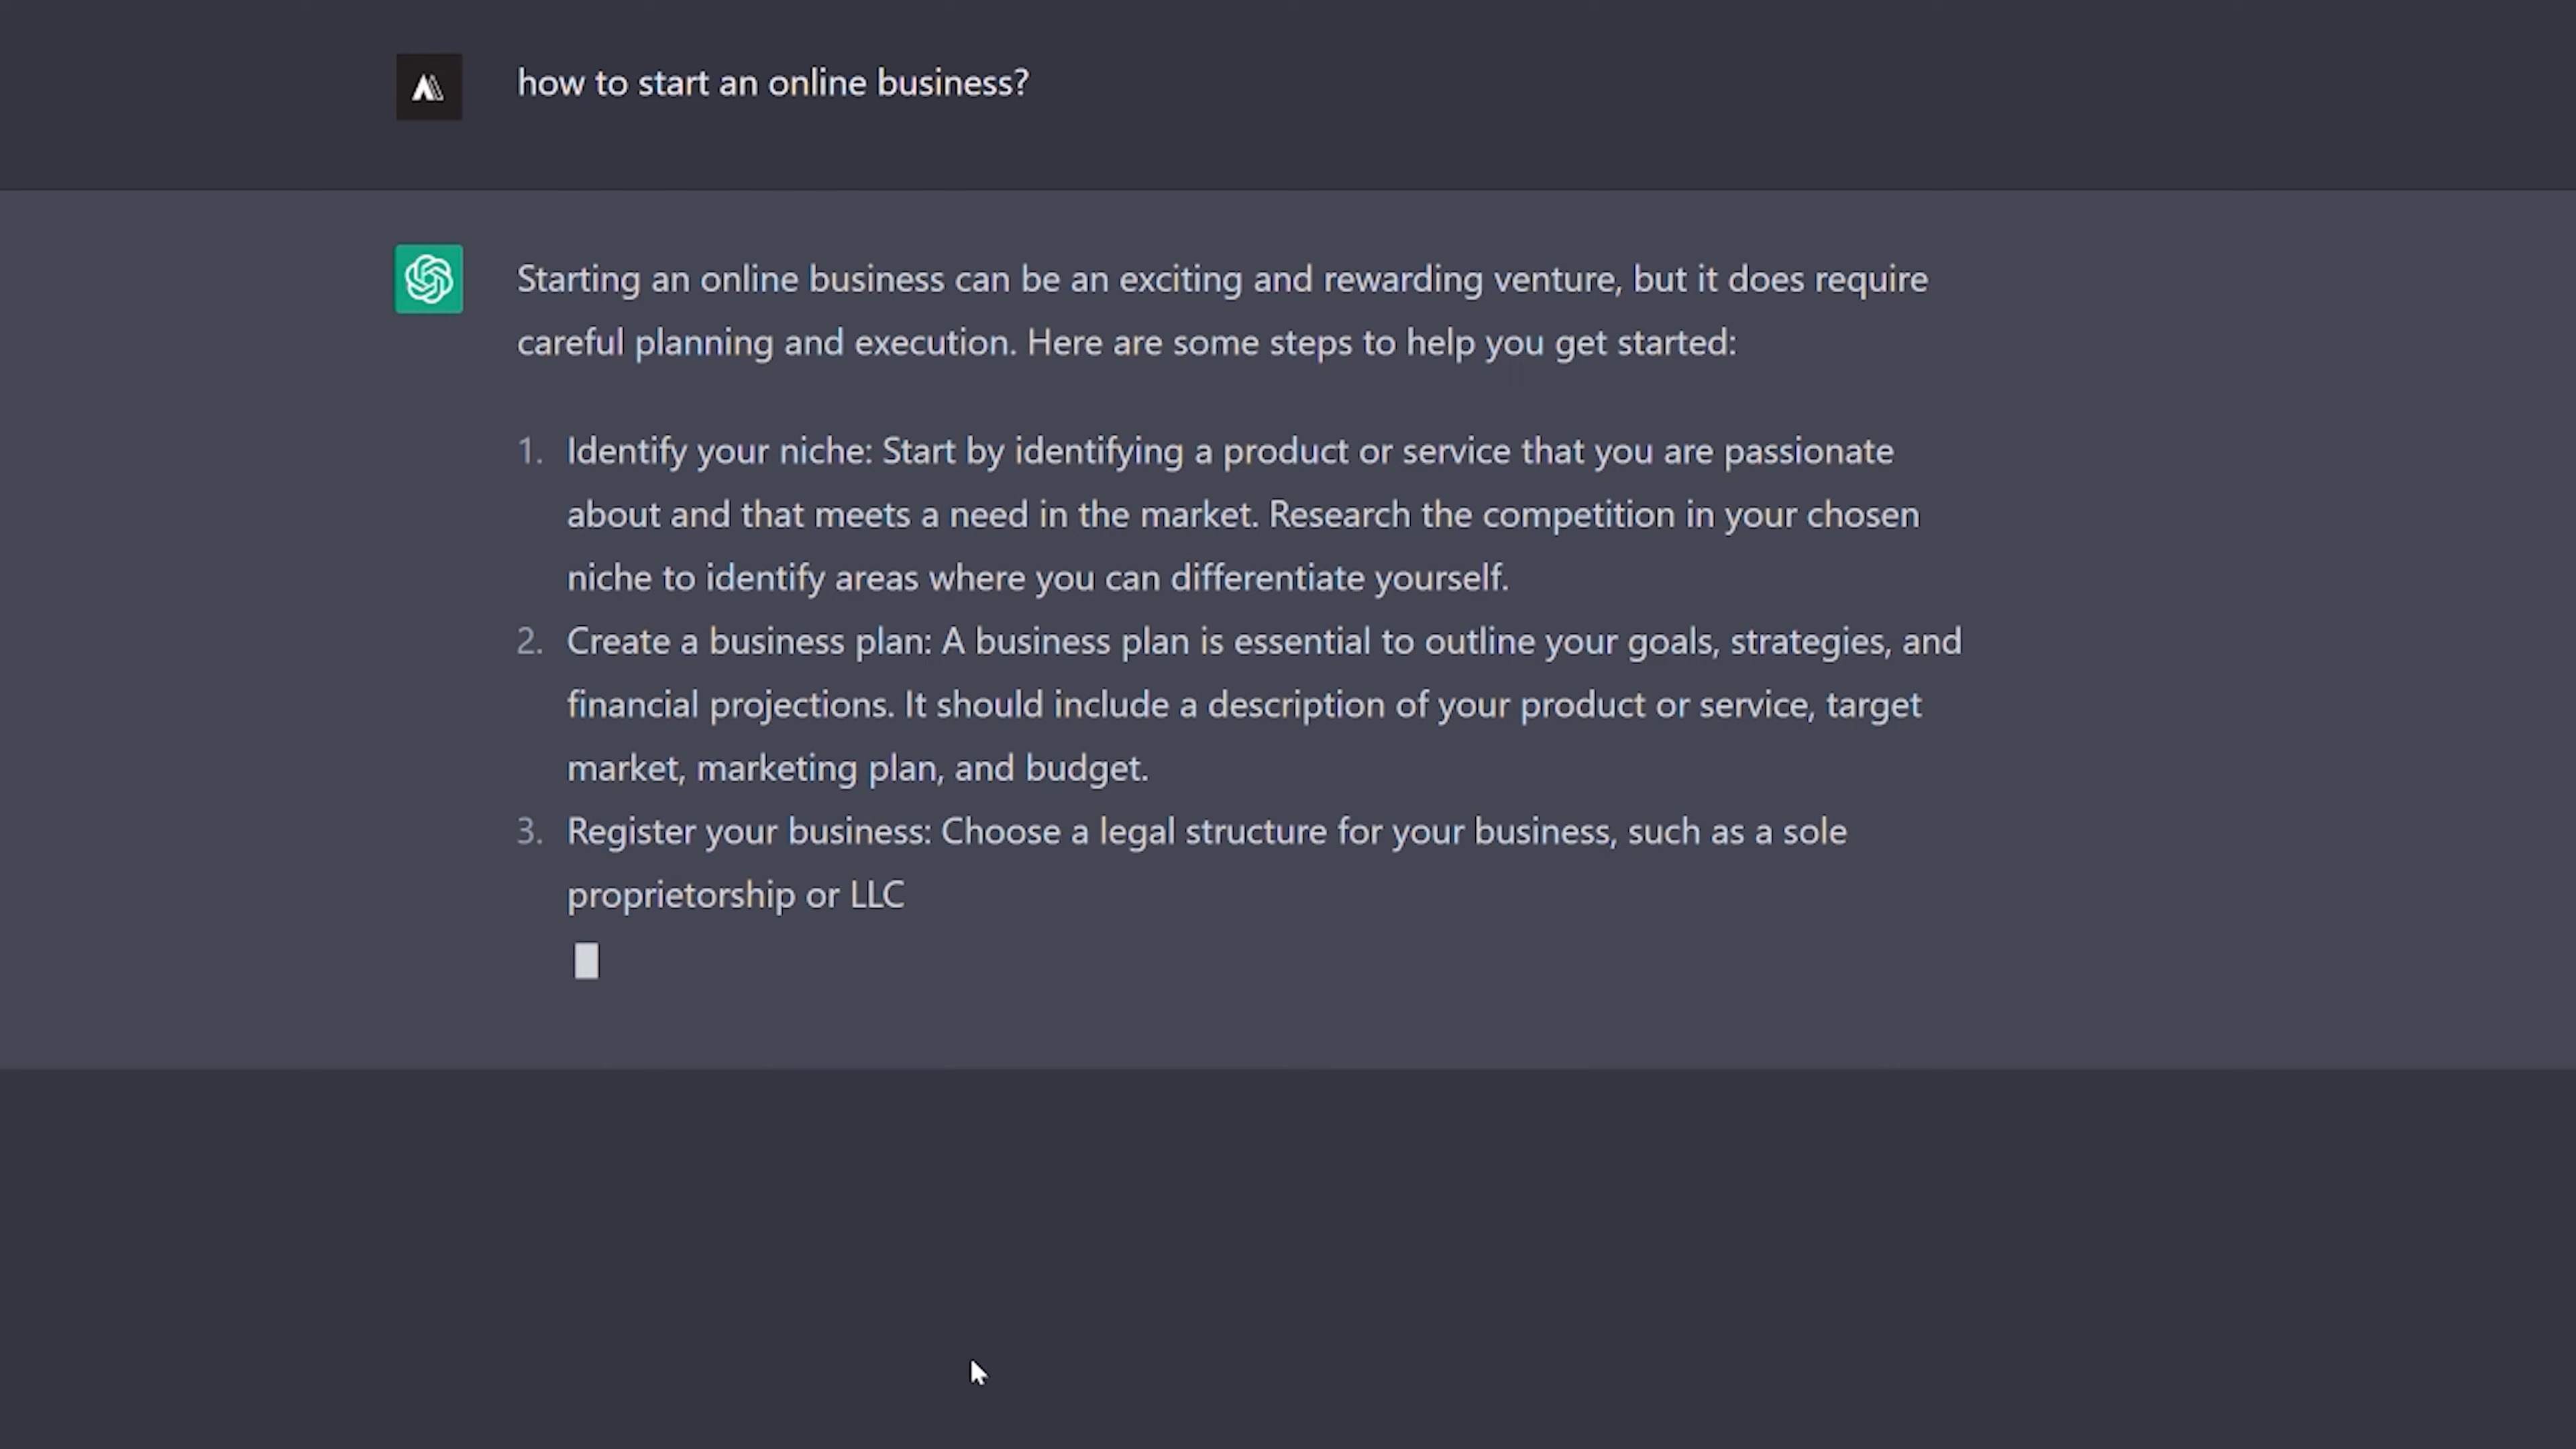 how to start an online business?
Starting an online business can be an exciting and rewarding venture, but it does require
careful planning and execution. Here are some steps to help you get started:
1. Identify your niche: Start by identifying a product or service that you are passionate
about and that meets a need in the market. Research the competition in your chosen
niche to identify areas where you can differentiate yourself.
2. Create a business plan: A business plan is essential to outline your goals, strategies, and
financial projections. It should include a description of your product or service, target
market, marketing plan, and budget.
3. Register your business: Choose a legal structure for your business, such as a sole
proprietorship or LLC